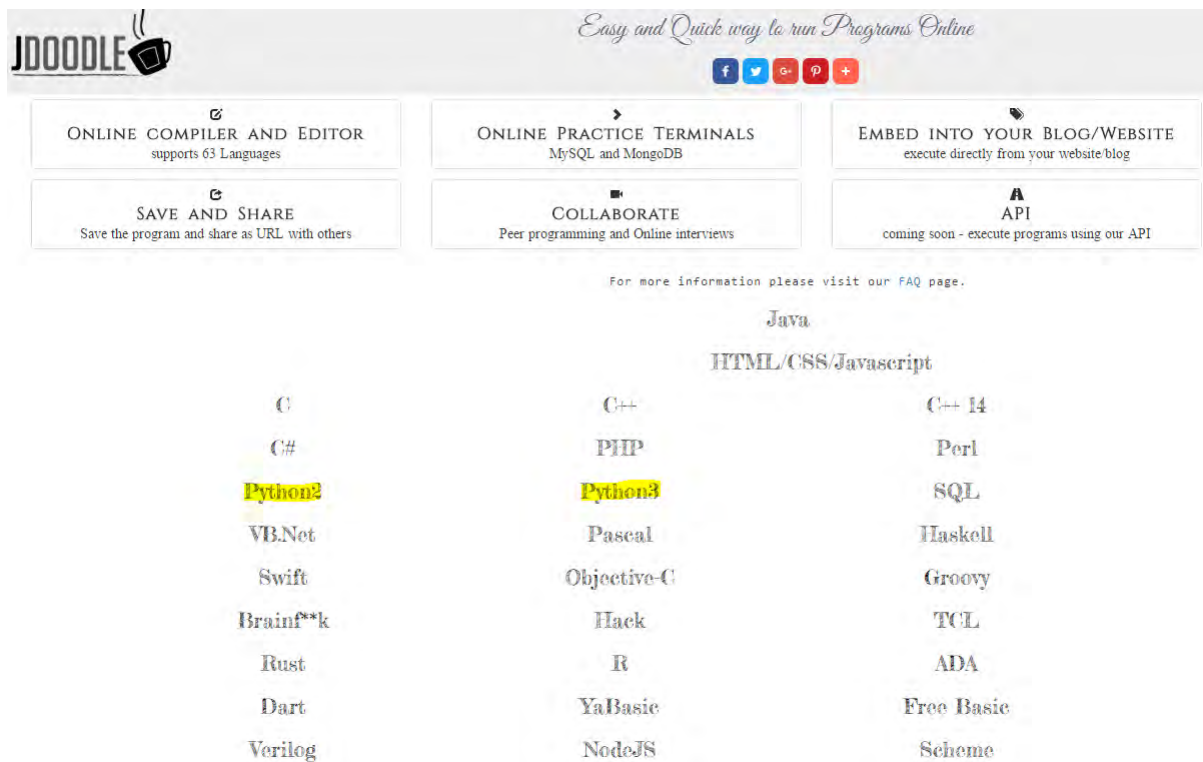 JDOODLE
Easy and Quick way to run Programs Online
f G+ +
ONLINE COMPILER AND EDITOR
supports 63 Languages
ONLINE PRACTICE TERMINALS
MySQL and MongoDB
EMBED INTO YOUR BLOG/WEBSITE
execute directly from your website/blog
SAVE AND SHARE
Save the program and share as URL with others
COLLABORATE
Peer programming and Online interviews
API
coming soon - execute programs using our API
For more information please visit our FAQ page.
Java
HTML/CSS/Javascript
C C++ C++ 14
C# PHP Perl
Python2 Python3 SQL
VB.Net Pascal Haskell
Swift Objective-C Groovy
Brainf**k Hack TCL
Rust R ADA
Dart YaBasic Free Basic
Verilog NodeJS Scheme